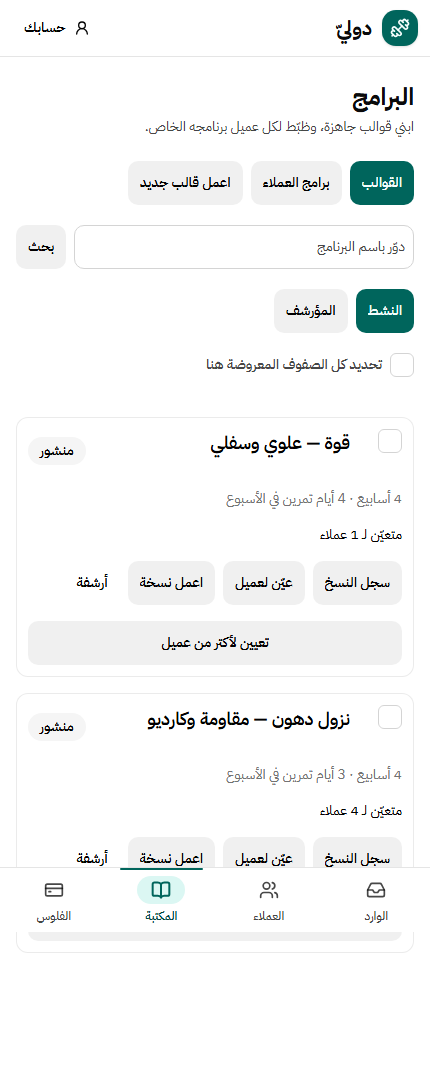 دوليّ
حسابك
البرامج
ابني قوالب جاهزة، وظبّط لكل عميل برنامجه الخاص.
القوالب
برامج العملاء
اعمل قالب جديد
دوّر باسم البرنامج
بحث
النشط
المؤرشف
تحديد كل الصفوف المعروضة هنا
قوة — علوي وسفلي
منشور
4 أسابيع · 4 أيام تمرين في الأسبوع
متعيّن لـ 1 عملاء
سجل النسخ
عيّن لعميل
اعمل نسخة
أرشفة
تعيين لأكتر من عميل
نزول دهون — مقاومة وكارديو
منشور
4 أسابيع · 3 أيام تمرين في الأسبوع
متعيّن لـ 4 عملاء
سجل النسخ
عيّن لعميل
اعمل نسخة
أرشفة
الوارد
العملاء
المكتبة
الفلوس